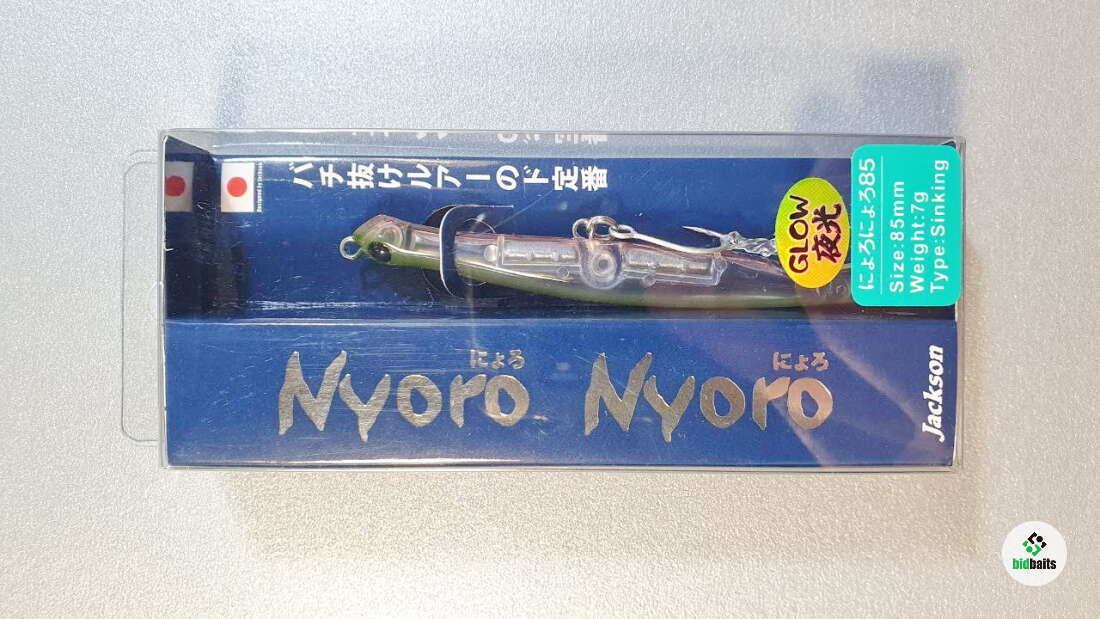 バチ抜けルアーのド定番
GLOW
夜光
にょろにょろ85
Size:85mm
Weight:7g
Type:Sinking
にょろ にょろ
Nyoro Nyoro
Jackson
bidbaits